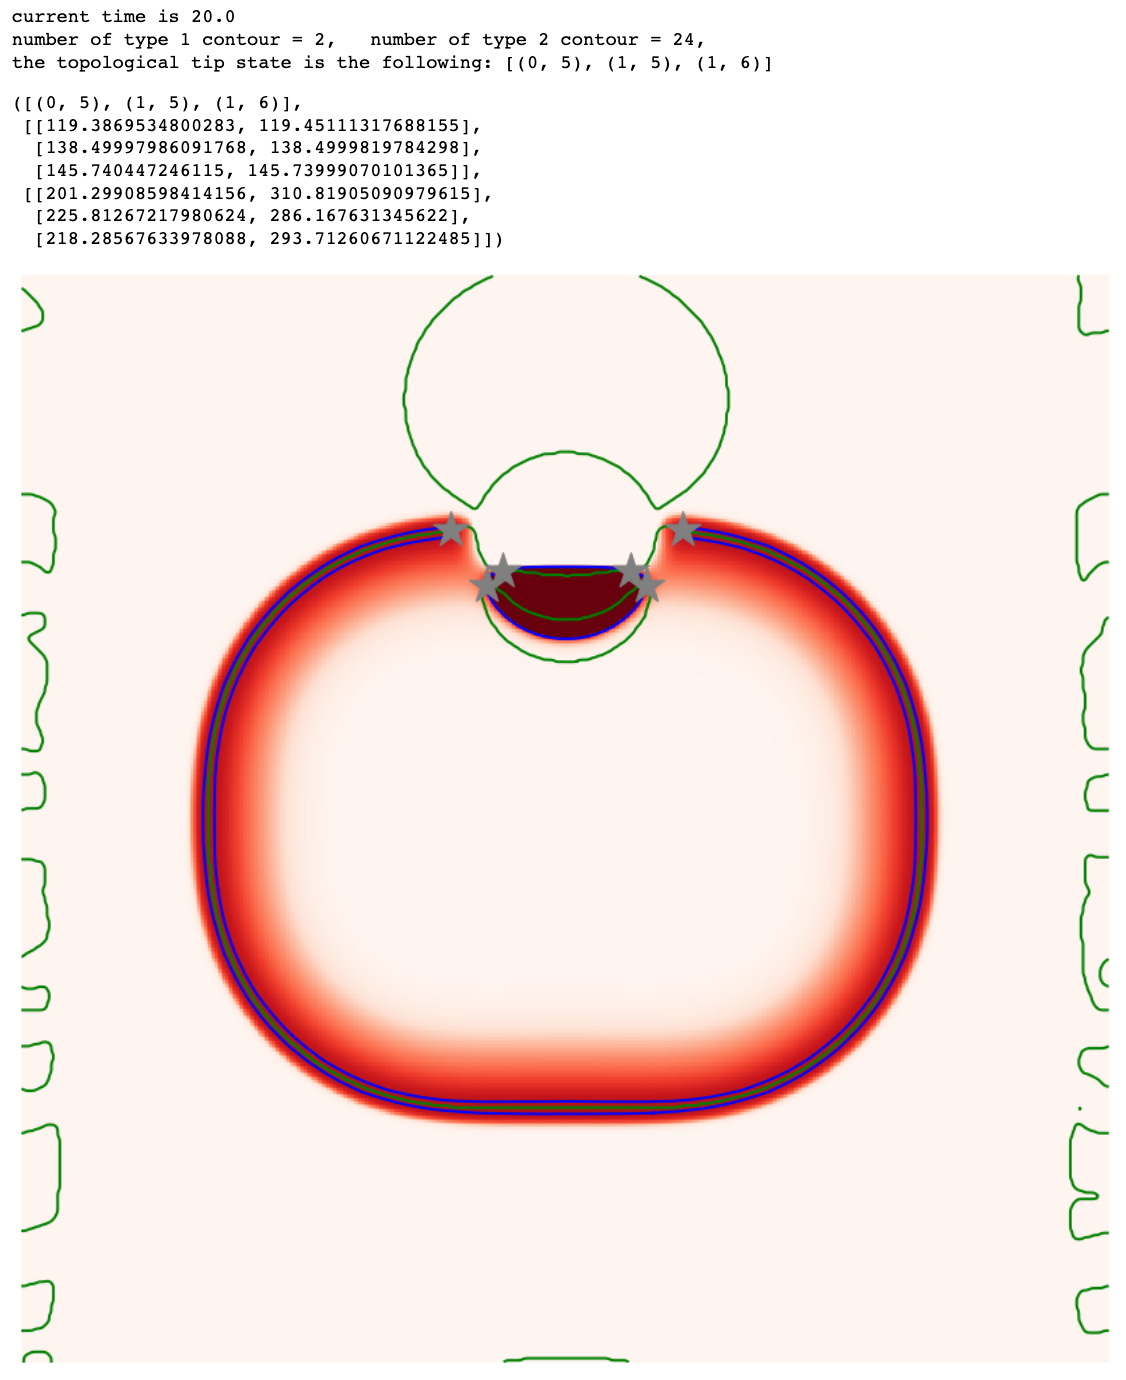 current time is 20.0
number of type 1 contour = 2,   number of type 2 contour = 24,
the topological tip state is the following: [(0, 5), (1, 5), (1, 6)]
([(0, 5), (1, 5), (1, 6)],
 [[119.3869534800283, 119.45111317688155],
  [138.49997986091768, 138.4999819784298],
  [145.740447246115, 145.73999070101365]],
 [[201.29908598414156, 310.81905090979615],
  [225.81267217980624, 286.167631345622],
  [218.28567633978088, 293.71260671122485]])